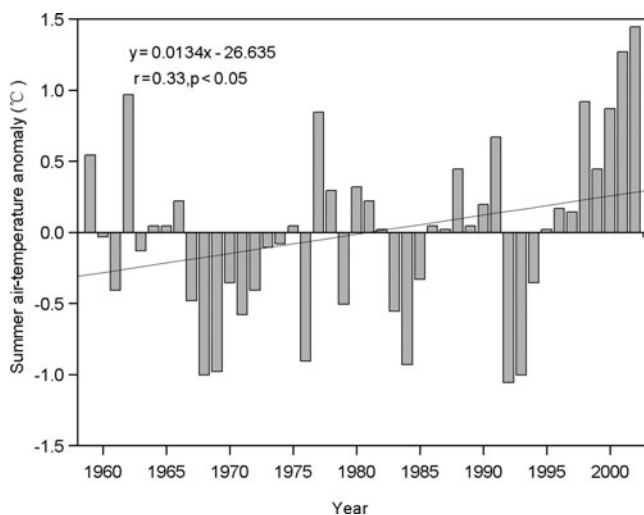 y=0.0134x-26.635
r=0.33,p<0.05
Summer air-temperature anomaly (℃)
1.5
1.0
0.5
0.0
-0.5
-1.0
-1.5
1960 1965 1970 1975 1980 1985 1990 1995 2000
Year